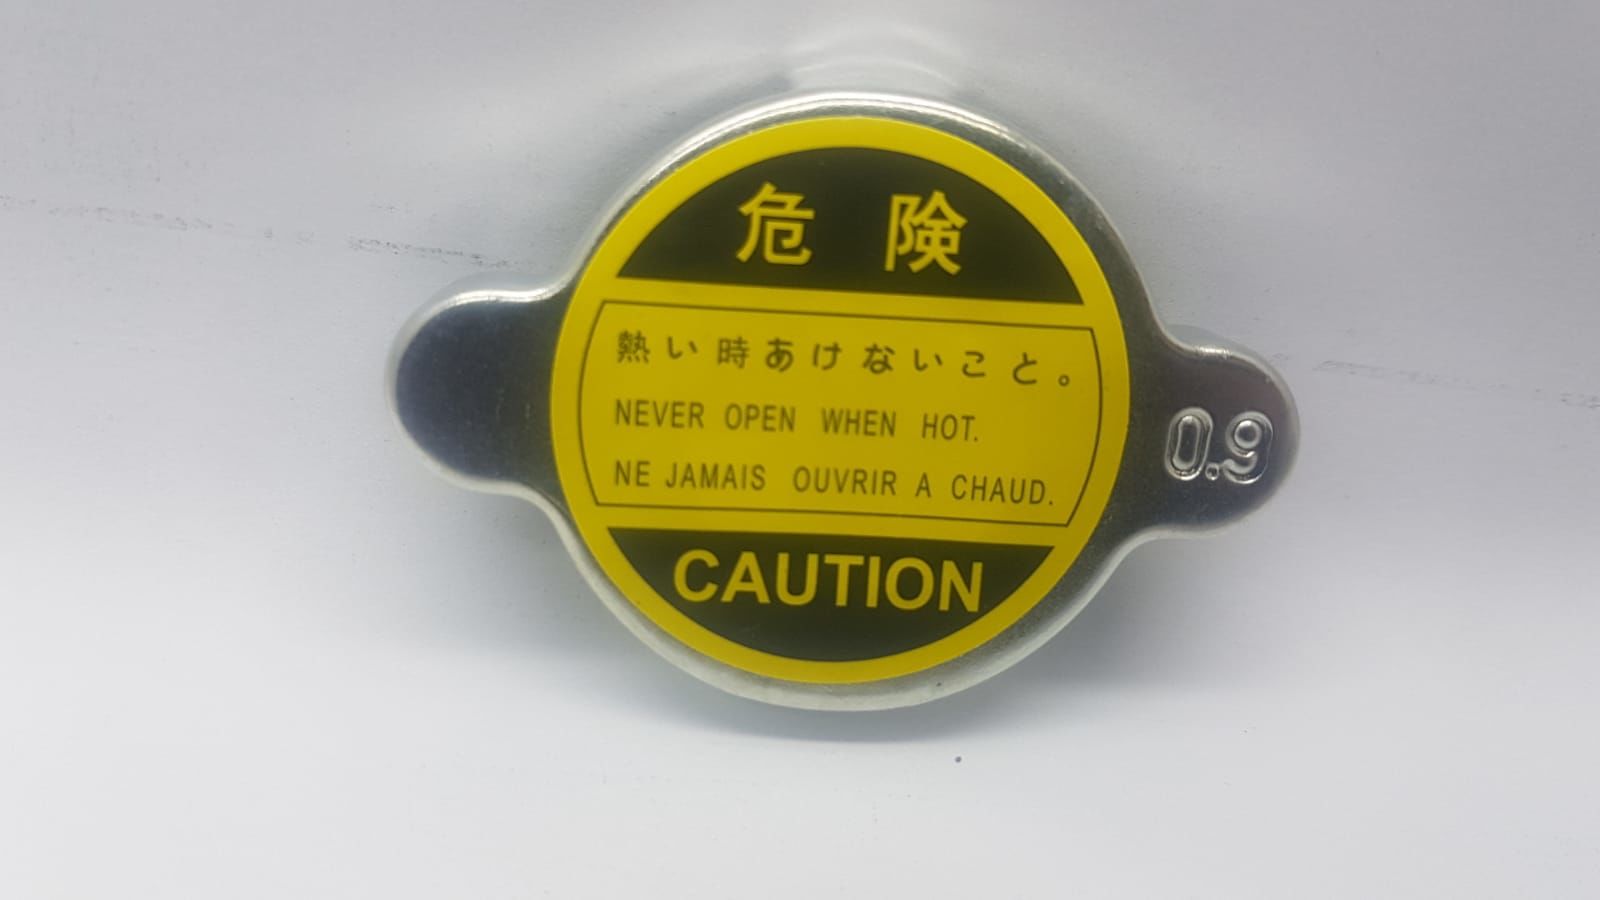 危険
熱い時あけないこと。
NEVER OPEN WHEN HOT.
NE JAMAIS OUVRIR A CHAUD.
CAUTION
0.9